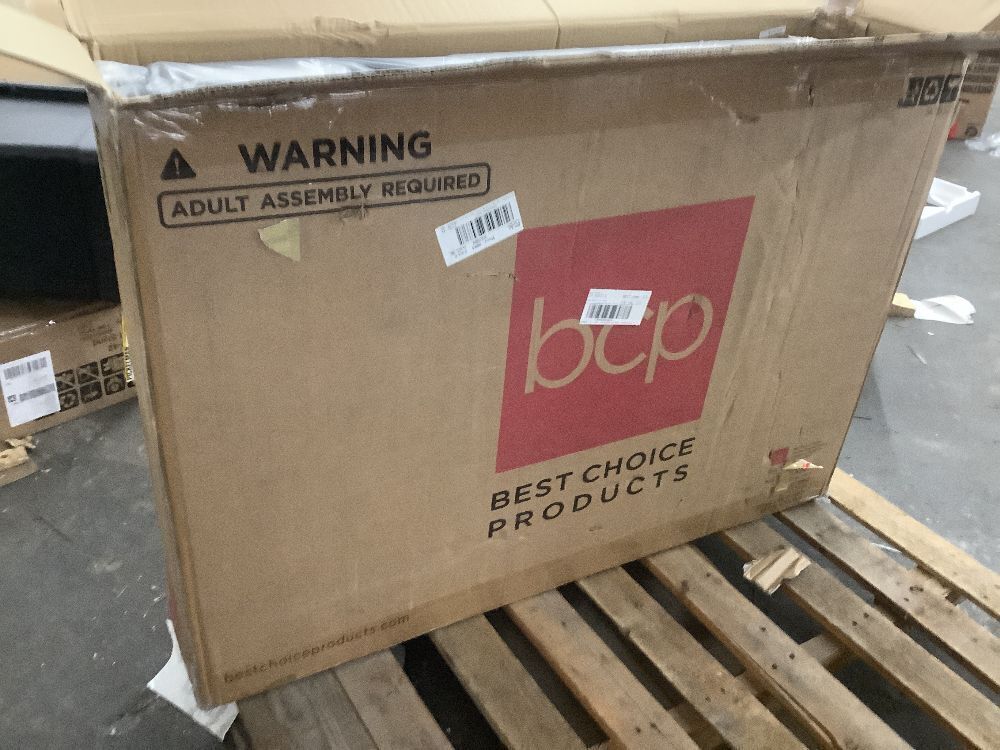 WARNING
ADULT ASSEMBLY REQUIRED
bcp
BEST CHOICE
PRODUCTS
bestchoiceproducts.com